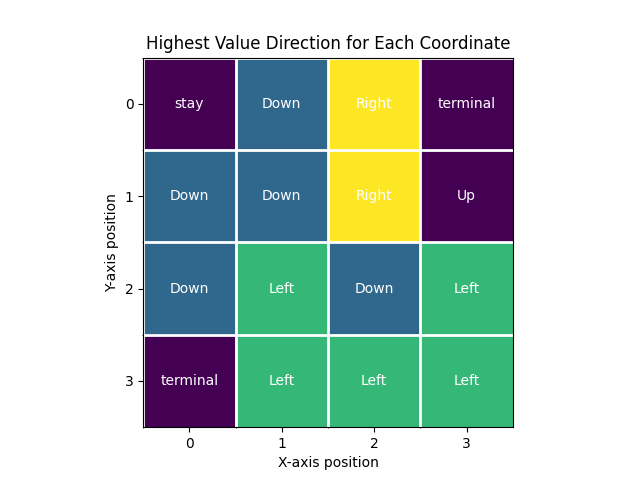 Highest Value Direction for Each Coordinate
0 stay Down Right terminal
1 Down Down Right Up
2 Down Left Down Left
3 terminal Left Left Left
Y-axis position
0 1 2 3
X-axis position